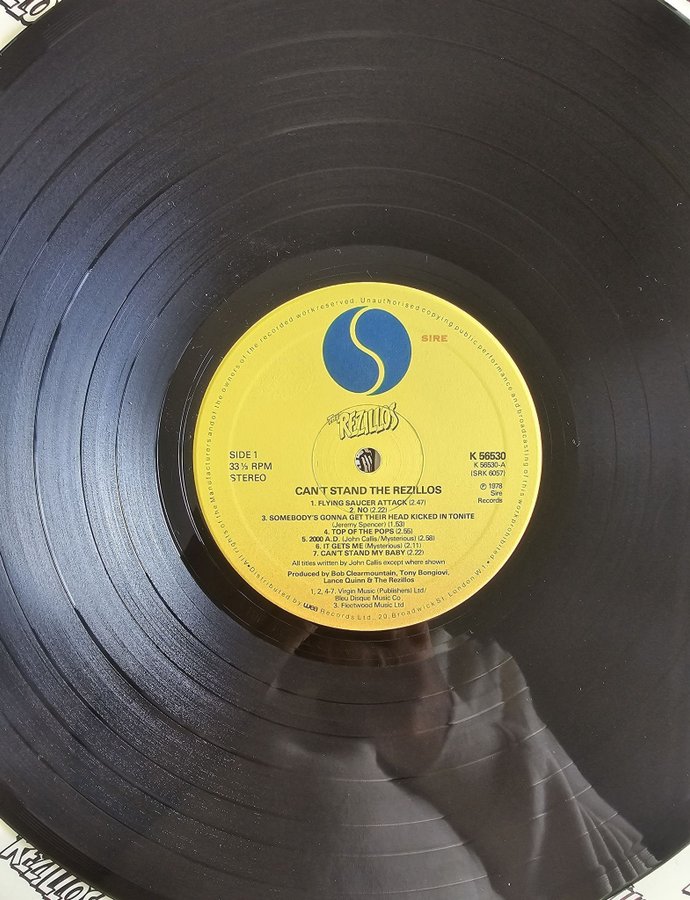 REZILLOS
All rights of the Manufacturers and of the owners of the recorded work reserved. Unauthorised copying public performance and broadcasting of this work prohibited.
SIRE
THE REZILLOS
SIDE 1
33⅓ RPM
STEREO
K 56530
K 56530-A
(SRK 6057)
Ⓟ 1978
Sire
Records
CAN'T STAND THE REZILLOS
1. FLYING SAUCER ATTACK (2.47)
2. NO (2.22)
3. SOMEBODY'S GONNA GET THEIR HEAD KICKED IN TONITE
(Jeremy Spencer) (1.53)
4. TOP OF THE POPS (2.55)
5. 2000 A.D. (John Callis/Mysterious) (2.58)
6. IT GETS ME (Mysterious) (2.11)
7. CAN'T STAND MY BABY (2.22)
All titles written by John Callis except where shown
Produced by Bob Clearmountain, Tony Bongiovi,
Lance Quinn & The Rezillos
1, 2, 4-7. Virgin Music (Publishers) Ltd/
Bleu Disque Music Co
3. Fleetwood Music Ltd
Distributed by wea Records Ltd., 20, Broadwick St, London W1.
REZILLOS